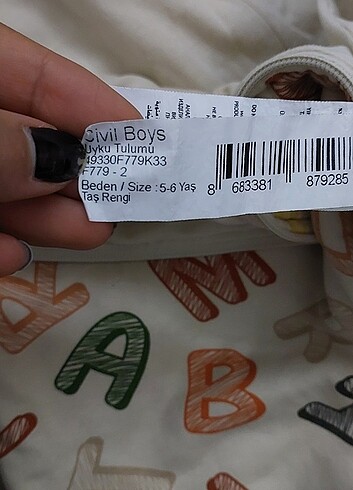 Civil Boys
Uyku Tulumu
49330F779K33
F779 - 2
Beden / Size : 5-6 Yaş
Taş Rengi
8 683381 879285
R
M
A
B